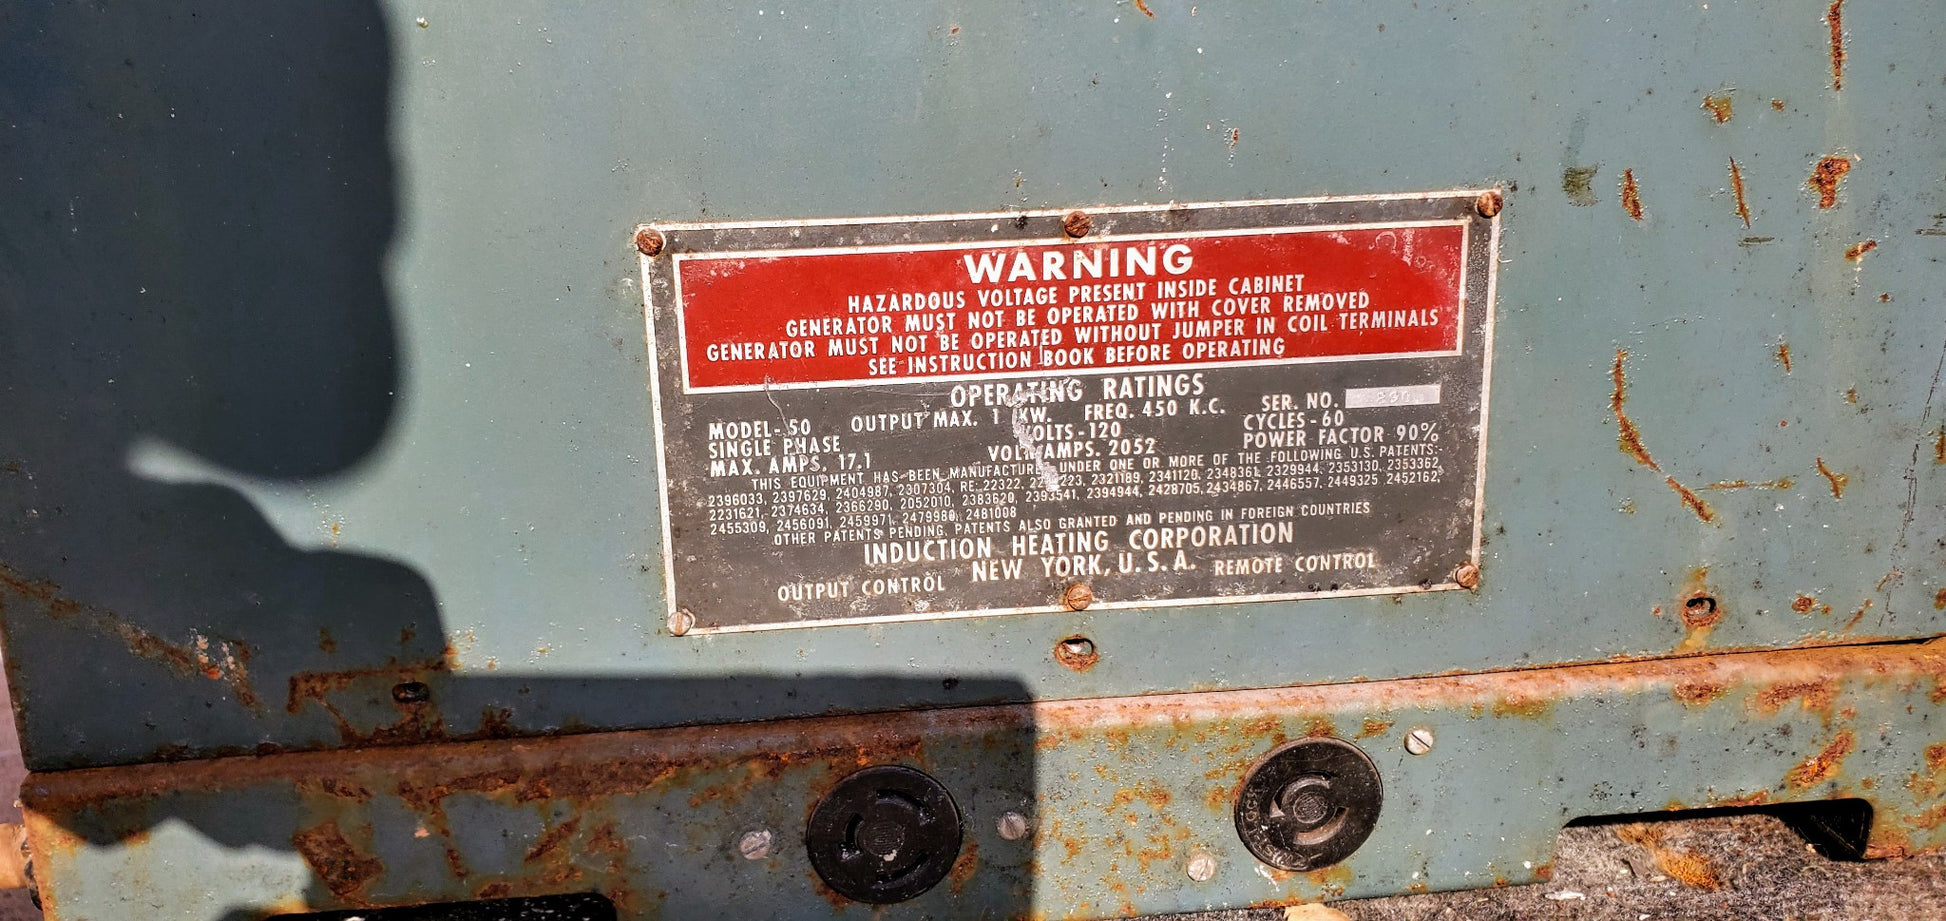 WARNING
HAZARDOUS VOLTAGE PRESENT INSIDE CABINET
GENERATOR MUST NOT BE OPERATED WITH COVER REMOVED
GENERATOR MUST NOT BE OPERATED WITHOUT JUMPER IN COIL TERMINALS
SEE INSTRUCTION BOOK BEFORE OPERATING
OPERATING RATINGS
MODEL-50 OUTPUT MAX. 1 KW. FREQ. 450 K.C. SER. NO.
SINGLE PHASE VOLTS-120 CYCLES-60
MAX. AMPS. 17.1 VOLT AMPS. 2052 POWER FACTOR 90%
THIS EQUIPMENT HAS BEEN MANUFACTURED UNDER ONE OR MORE OF THE FOLLOWING U.S. PATENTS:-
2396033, 2397629, 2404987, 2307304, RE. 22322, 2321189, 2341120, 2348361, 2329944, 2353130, 2353362,
2231621, 2374634, 2366290, 2052010, 2383620, 2393541, 2394944, 2428705, 2434867, 2446557, 2449325 2452162,
2455309, 2456091, 2459971, 2479980, 2481008
OTHER PATENTS PENDING, PATENTS ALSO GRANTED AND PENDING IN FOREIGN COUNTRIES
INDUCTION HEATING CORPORATION
NEW YORK, U.S.A.
OUTPUT CONTROL REMOTE CONTROL